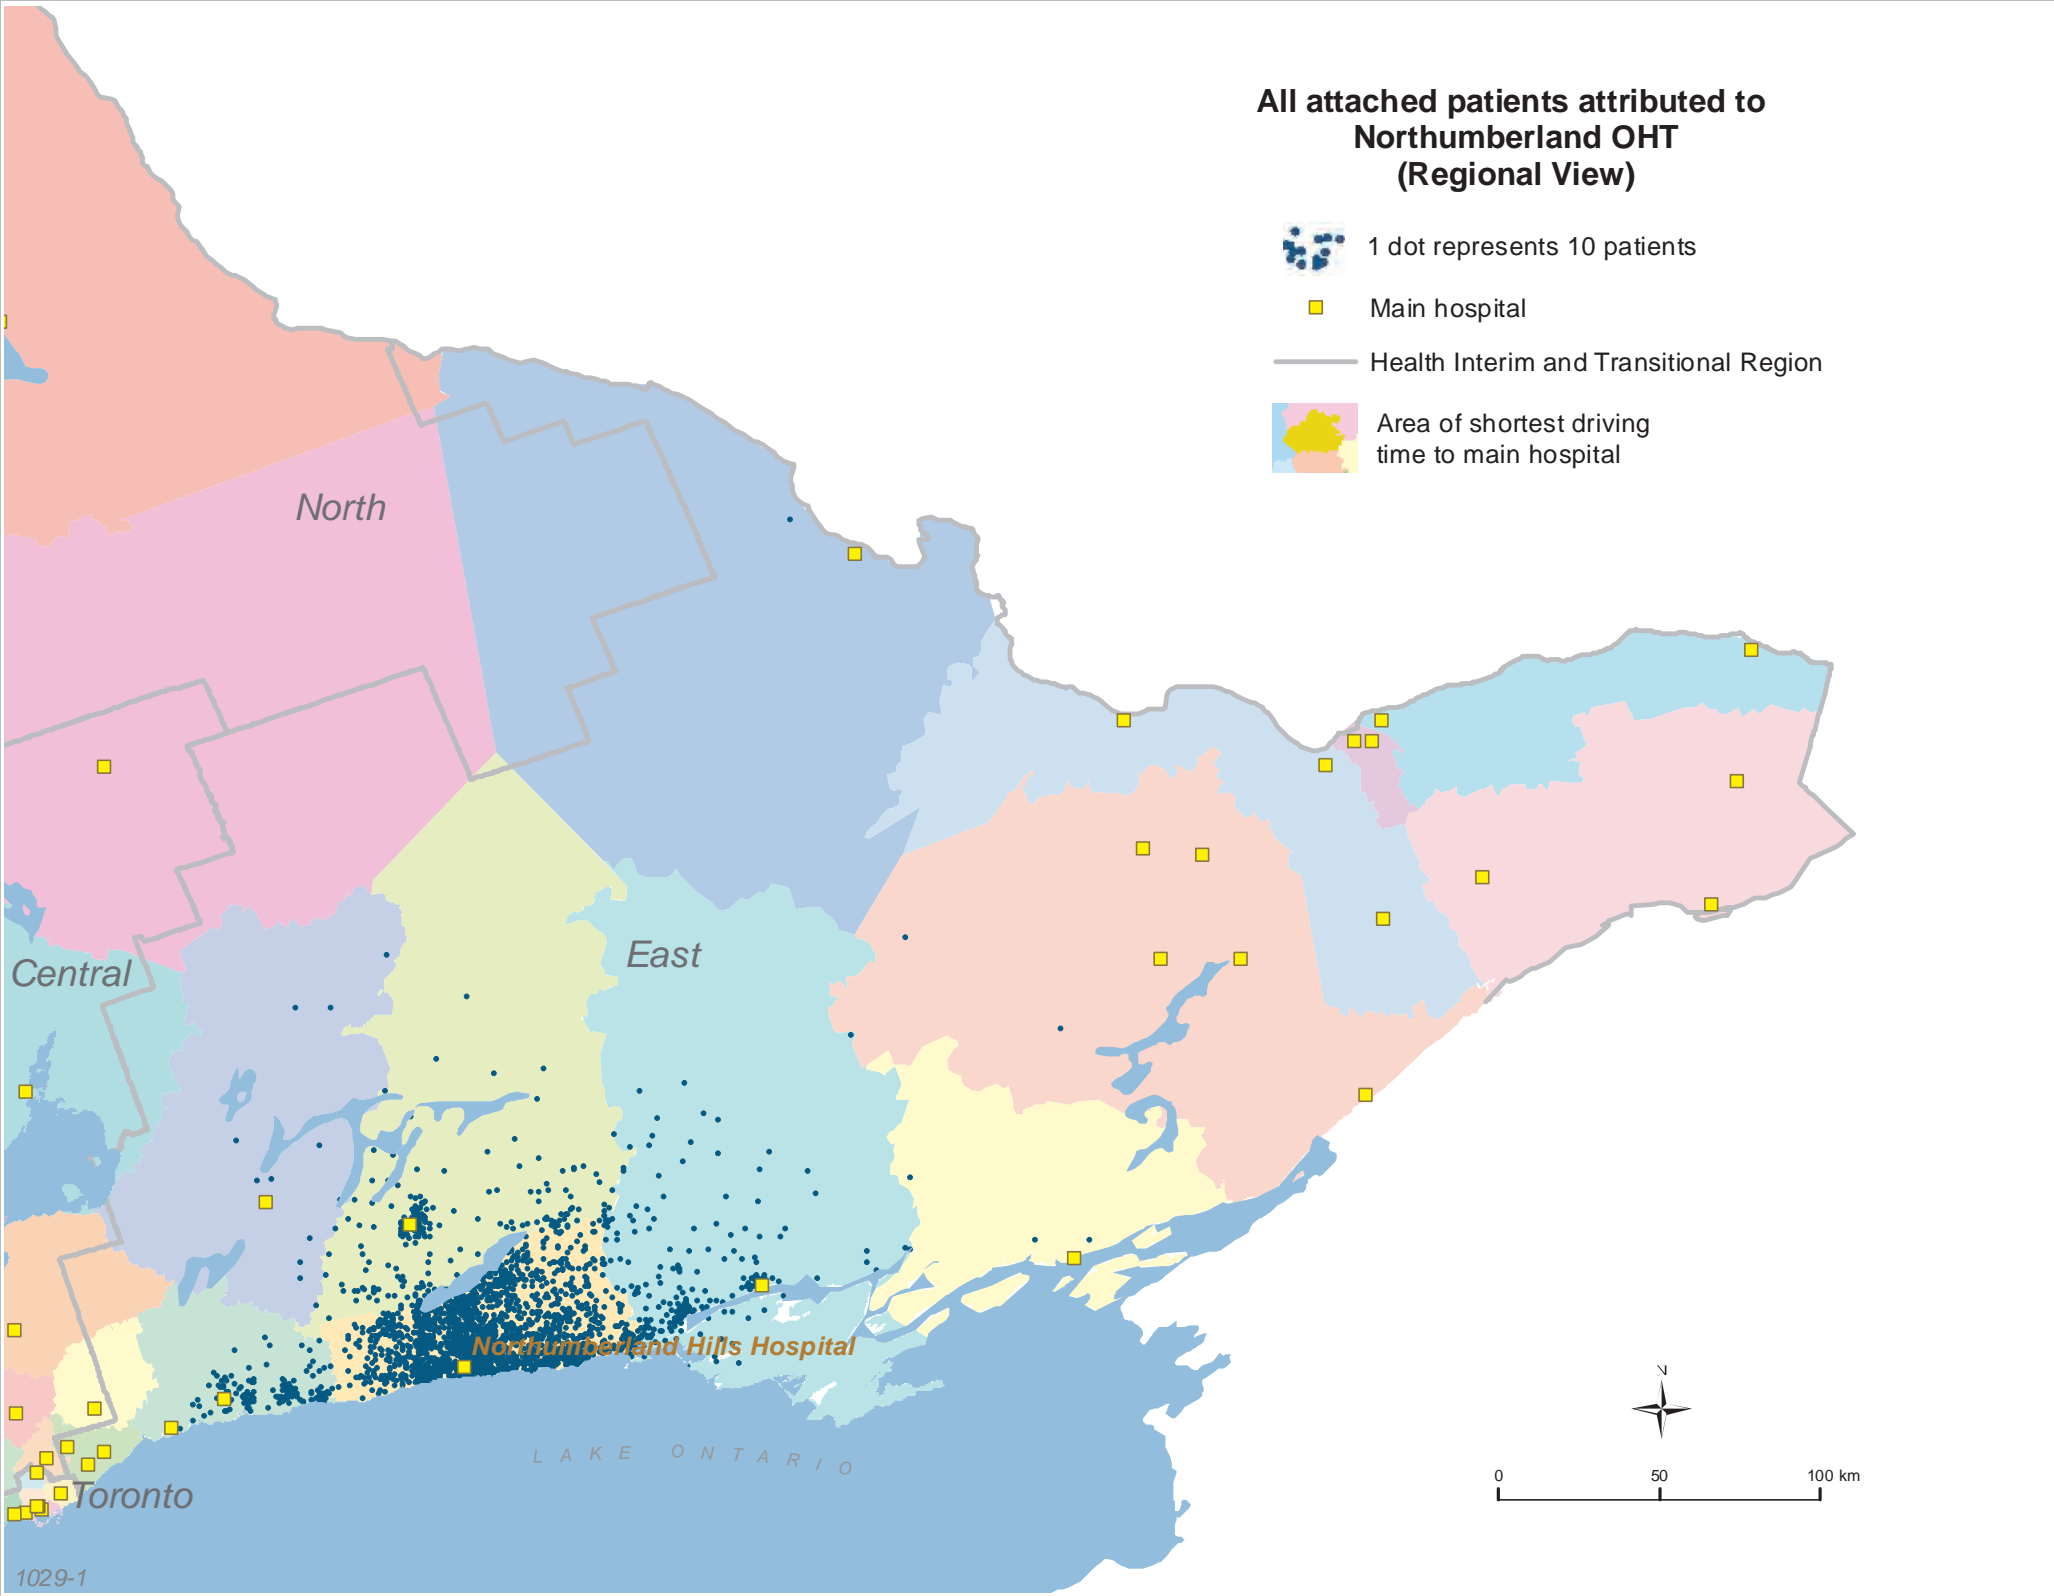 All attached patients attributed to
Northumberland OHT
(Regional View)
1 dot represents 10 patients
Main hospital
Health Interim and Transitional Region
Area of shortest driving
time to main hospital
North
East
Central
Northumberland Hills Hospital
LAKE ONTARIO
Toronto
N
0 50 100 km
1029-1